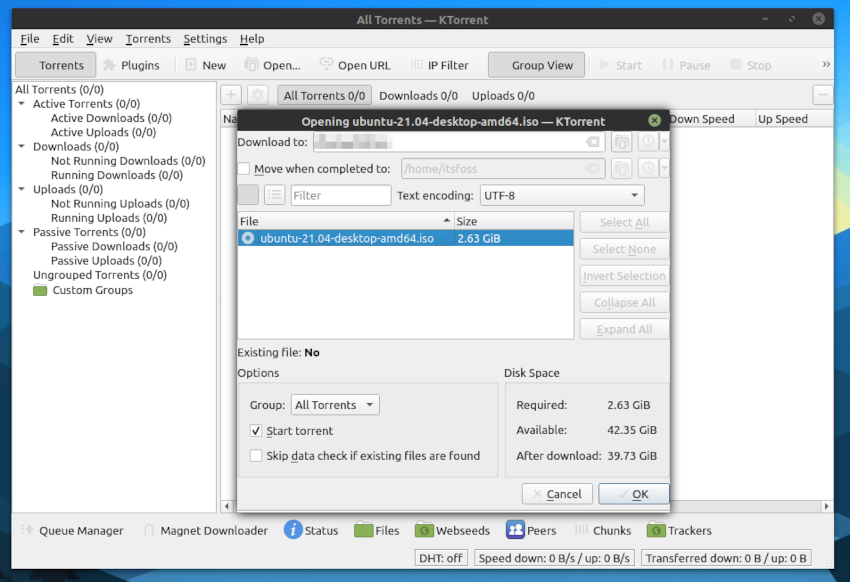 All Torrents — KTorrent
File Edit View Torrents Settings Help
Torrents Plugins New Open... Open URL IP Filter Group View Start Pause Stop »
All Torrents (0/0)
Active Torrents (0/0)
Active Downloads (0/0)
Active Uploads (0/0)
Downloads (0/0)
Not Running Downloads (0/0)
Running Downloads (0/0)
Uploads (0/0)
Not Running Uploads (0/0)
Running Uploads (0/0)
Passive Torrents (0/0)
Passive Downloads (0/0)
Passive Uploads (0/0)
Ungrouped Torrents (0/0)
Custom Groups
All Torrents 0/0 Downloads 0/0 Uploads 0/0
Na Down Speed Up Speed
Opening ubuntu-21.04-desktop-amd64.iso — KTorrent
Download to:
Move when completed to: /home/itsfoss
Filter Text encoding: UTF-8
File Size
ubuntu-21.04-desktop-amd64.iso 2.63 GiB
Select All
Select None
Invert Selection
Collapse All
Expand All
Existing file: No
Options
Group: All Torrents
Start torrent
Skip data check if existing files are found
Disk Space
Required: 2.63 GiB
Available: 42.35 GiB
After download: 39.73 GiB
Cancel OK
Queue Manager Magnet Downloader Status Files Webseeds Peers Chunks Trackers
DHT: off Speed down: 0 B/s / up: 0 B/s Transferred down: 0 B / up: 0 B